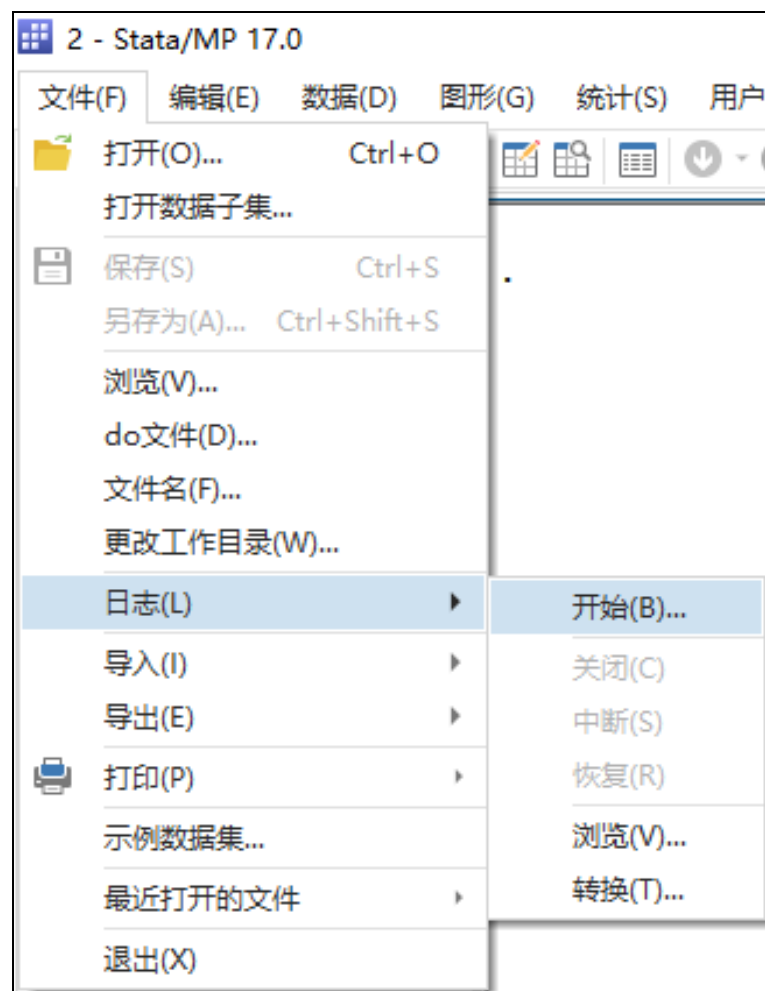 2 - Stata/MP 17.0
文件(F) 编辑(E) 数据(D) 图形(G) 统计(S) 用户
打开(O)... Ctrl+O
打开数据子集...
保存(S) Ctrl+S
另存为(A)... Ctrl+Shift+S
浏览(V)...
do文件(D)...
文件名(F)...
更改工作目录(W)...
日志(L)
开始(B)...
关闭(C)
中断(S)
恢复(R)
浏览(V)...
转换(T)...
导入(I)
导出(E)
打印(P)
示例数据集...
最近打开的文件
退出(X)